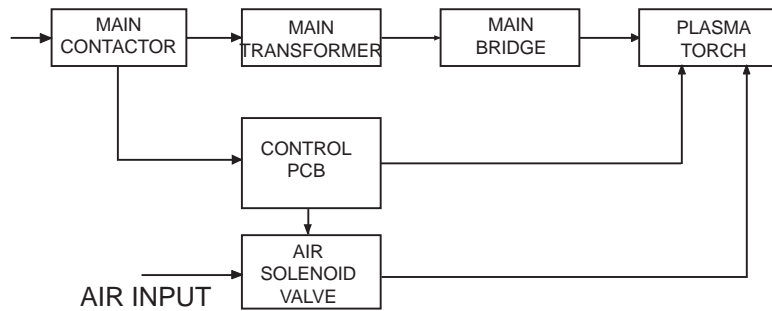 MAIN
CONTACTOR
MAIN
TRANSFORMER
MAIN
BRIDGE
PLASMA
TORCH
CONTROL
PCB
AIR
SOLENOID
VALVE
AIR INPUT